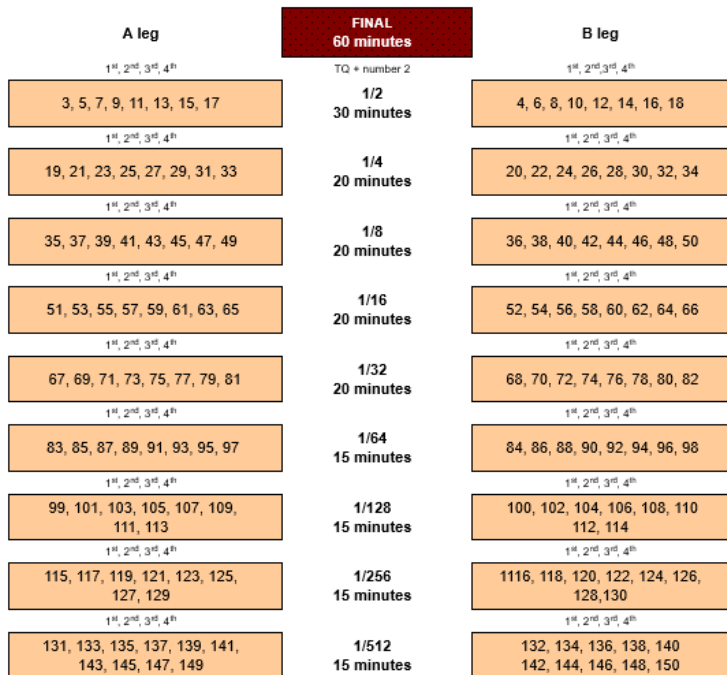 A leg
FINAL
60 minutes
B leg
1st, 2nd, 3rd, 4th
TQ + number 2
1st, 2nd,3rd, 4th
3, 5, 7, 9, 11, 13, 15, 17
1/2
30 minutes
4, 6, 8, 10, 12, 14, 16, 18
1st, 2nd, 3rd, 4th
1st, 2nd, 3rd, 4th
19, 21, 23, 25, 27, 29, 31, 33
1/4
20 minutes
20, 22, 24, 26, 28, 30, 32, 34
1st, 2nd, 3rd, 4th
1st, 2nd, 3rd, 4th
35, 37, 39, 41, 43, 45, 47, 49
1/8
20 minutes
36, 38, 40, 42, 44, 46, 48, 50
1st, 2nd, 3rd, 4th
1st, 2nd, 3rd, 4th
51, 53, 55, 57, 59, 61, 63, 65
1/16
20 minutes
52, 54, 56, 58, 60, 62, 64, 66
1st, 2nd, 3rd, 4th
1st, 2nd, 3rd, 4th
67, 69, 71, 73, 75, 77, 79, 81
1/32
20 minutes
68, 70, 72, 74, 76, 78, 80, 82
1st, 2nd, 3rd, 4th
1st, 2nd, 3rd, 4th
83, 85, 87, 89, 91, 93, 95, 97
1/64
15 minutes
84, 86, 88, 90, 92, 94, 96, 98
1st, 2nd, 3rd, 4th
1st, 2nd, 3rd, 4th
99, 101, 103, 105, 107, 109,
111, 113
1/128
15 minutes
100, 102, 104, 106, 108, 110
112, 114
1st, 2nd, 3rd, 4th
1st, 2nd, 3rd, 4th
115, 117, 119, 121, 123, 125,
127, 129
1/256
15 minutes
1116, 118, 120, 122, 124, 126,
128,130
1st, 2nd, 3rd, 4th
1st, 2nd, 3rd, 4th
131, 133, 135, 137, 139, 141,
143, 145, 147, 149
1/512
15 minutes
132, 134, 136, 138, 140
142, 144, 146, 148, 150